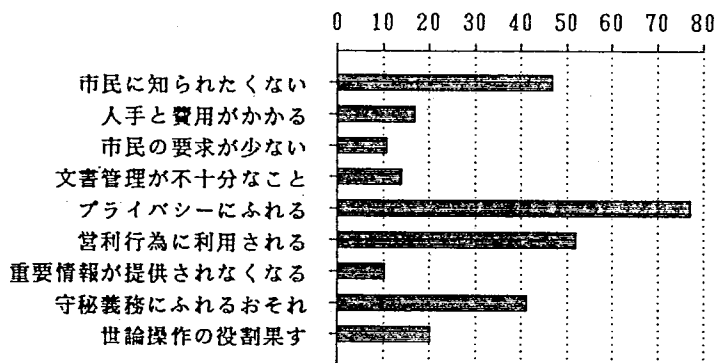 0 10 20 30 40 50 60 70 80
市民に知られたくない
人手と費用がかかる
市民の要求が少ない
文書管理が不十分なこと
プライバシーにふれる
営利行為に利用される
重要情報が提供されなくなる
守秘義務にふれるおそれ
世論操作の役割果す